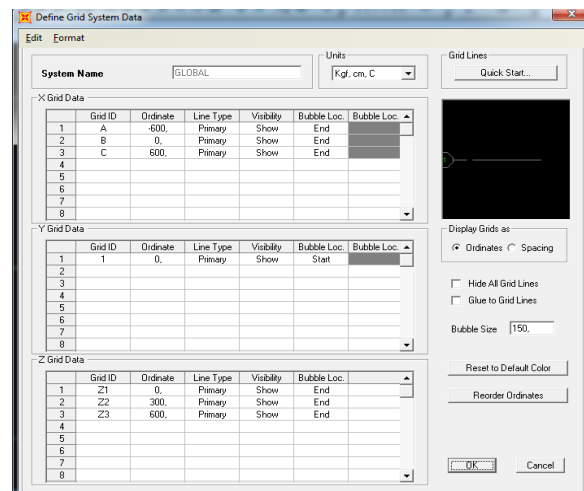 Define Grid System Data
Edit Format
System Name GLOBAL
Units
Kgf, cm, C
Grid Lines
Quick Start...
X Grid Data
Grid ID Ordinate Line Type Visibility Bubble Loc. Bubble Loc.
1 A -600, Primary Show End
2 B 0, Primary Show End
3 C 600, Primary Show End
4
5
6
7
8
Y Grid Data
Grid ID Ordinate Line Type Visibility Bubble Loc. Bubble Loc.
1 1 0, Primary Show Start
2
3
4
5
6
7
8
Display Grids as
Ordinates Spacing
Hide All Grid Lines
Glue to Grid Lines
Bubble Size 150,
Z Grid Data
Grid ID Ordinate Line Type Visibility Bubble Loc.
1 Z1 0, Primary Show End
2 Z2 300, Primary Show End
3 Z3 600, Primary Show End
4
5
6
7
8
Reset to Default Color
Reorder Ordinates
OK Cancel